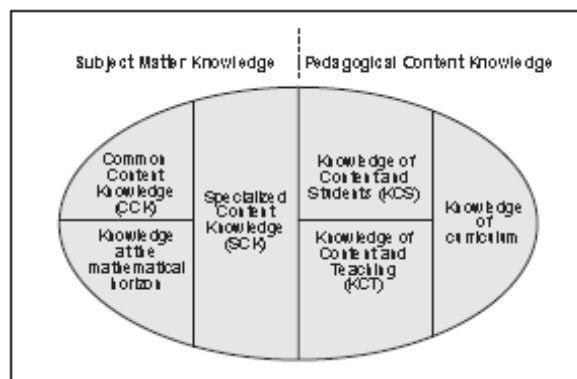 Subject Matter Knowledge
Pedagogical Content Knowledge
Common
Content
Knowledge
(CCK)
Knowledge
at the
mathematical
horizon
Specialized
Content
Knowledge
(SCK)
Knowledge of
Content and
Students (KCS)
Knowledge of
Content and
Teaching
(KCT)
Knowledge
of
curriculum